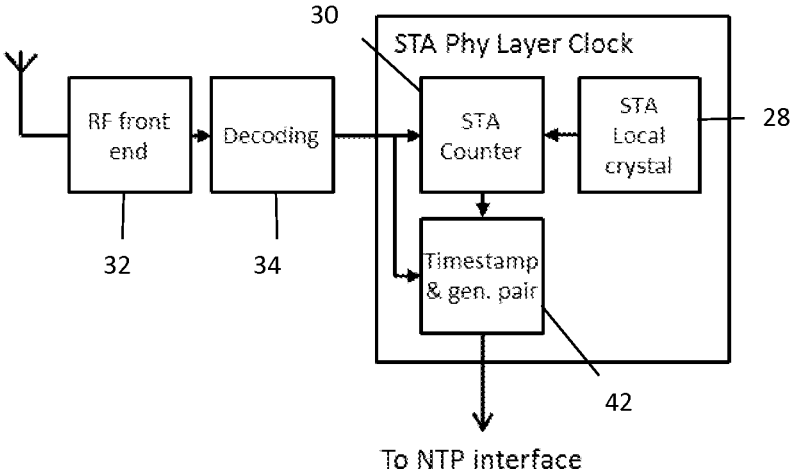 30
STA Phy Layer Clock
RF front
end
Decoding
STA
Counter
STA
Local
crystal
28
32
34
Timestamp
& gen. pair
42
To NTP interface